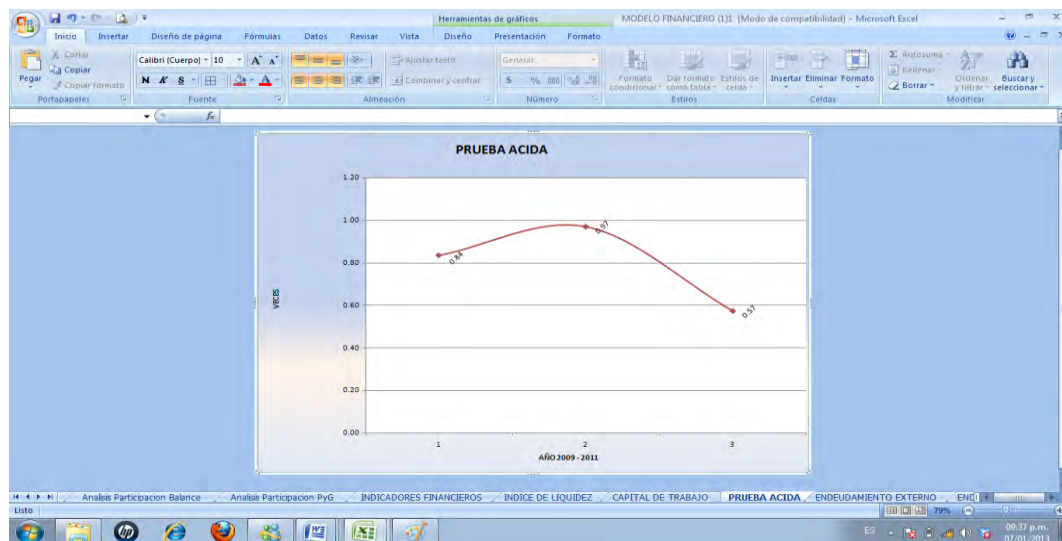 Herramientas de gráficos
MODELO FINANCIERO (1)1 [Modo de compatibilidad] - Microsoft Excel
Inicio Insertar Diseño de página Fórmulas Datos Revisar Vista Diseño Presentación Formato
Pegar
Cortar
Copiar
Copiar formato
Portapapeles
Calibri (Cuerpo) 10
N K S
Fuente
Ajustar texto
Combinar y centrar
Alineación
General
$ % 000
Número
Formato condicional
Dar formato como tabla
Estilos de celda
Estilos
Insertar Eliminar Formato
Celdas
Σ Autosuma
Rellenar
Borrar
Ordenar y filtrar
Buscar y seleccionar
Modificar
fx
PRUEBA ACIDA
1.20
1.00
0.80
0.60
0.40
0.20
0.00
VECES
0.84
0.97
0.57
1 2 3
AÑO 2009 - 2011
Analisis Participacion Balance Analisis Participacion PyG INDICADORES FINANCIEROS INDICE DE LIQUIDEZ CAPITAL DE TRABAJO PRUEBA ACIDA ENDEUDAMIENTO EXTERNO
Listo
79%
ES
09:37 p.m.
07/01/2013